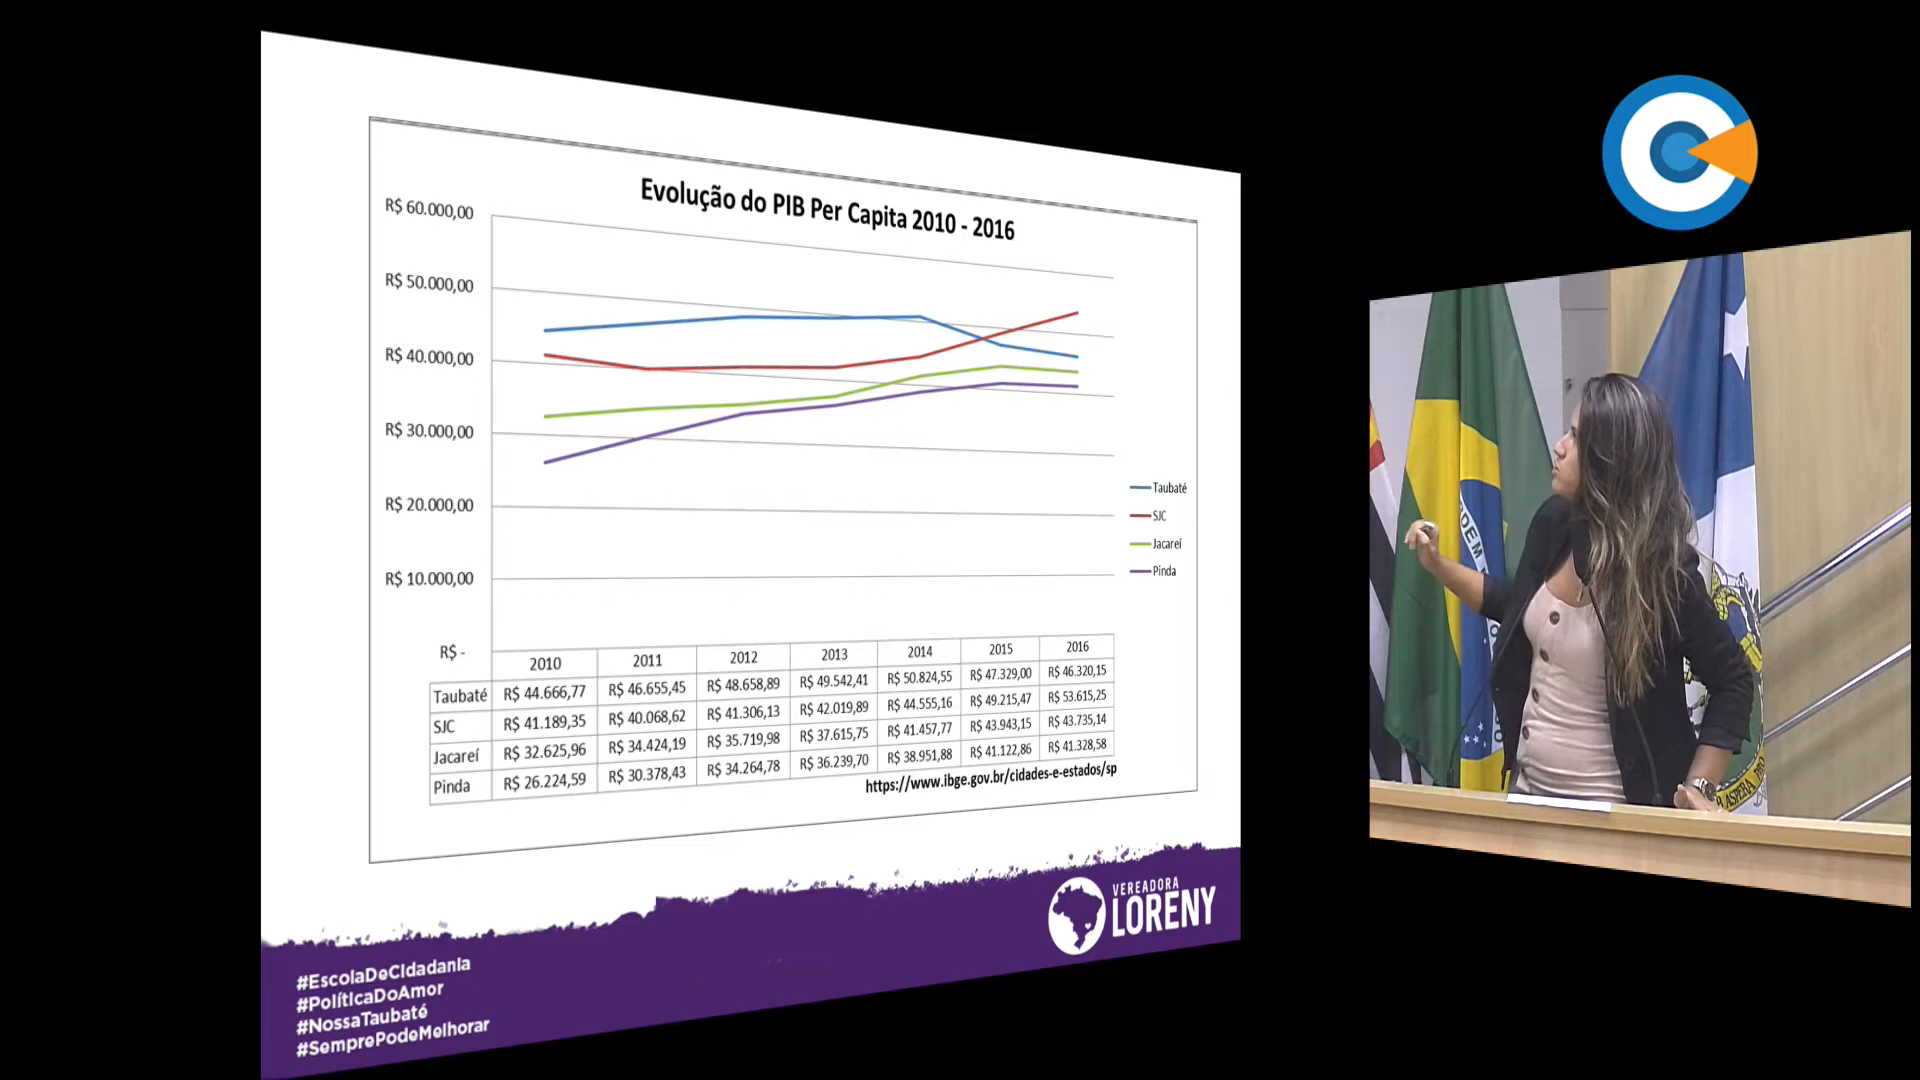 Evolução do PIB Per Capita 2010 - 2016
R$ 60.000,00
R$ 50.000,00
R$ 40.000,00
R$ 30.000,00
R$ 20.000,00
R$ 10.000,00
R$ -
Taubaté
SJC
Jacareí
Pinda
2010 2011 2012 2013 2014 2015 2016
Taubaté R$ 44.666,77 R$ 46.655,45 R$ 48.658,89 R$ 49.542,41 R$ 50.824,55 R$ 47.329,00 R$ 46.320,15
SJC R$ 41.189,35 R$ 40.068,62 R$ 41.306,13 R$ 42.019,89 R$ 44.555,16 R$ 49.215,47 R$ 53.615,25
Jacareí R$ 32.625,96 R$ 34.424,19 R$ 35.719,98 R$ 37.615,75 R$ 41.457,77 R$ 43.943,15 R$ 43.735,14
Pinda R$ 26.224,59 R$ 30.378,43 R$ 34.264,78 R$ 36.239,70 R$ 38.951,88 R$ 41.122,86 R$ 41.328,58
https://www.ibge.gov.br/cidades-e-estados/sp
VEREADORA
LORENY
#EscolaDeCidadania
#PolíticaDoAmor
#NossaTaubaté
#SemprePodeMelhorar